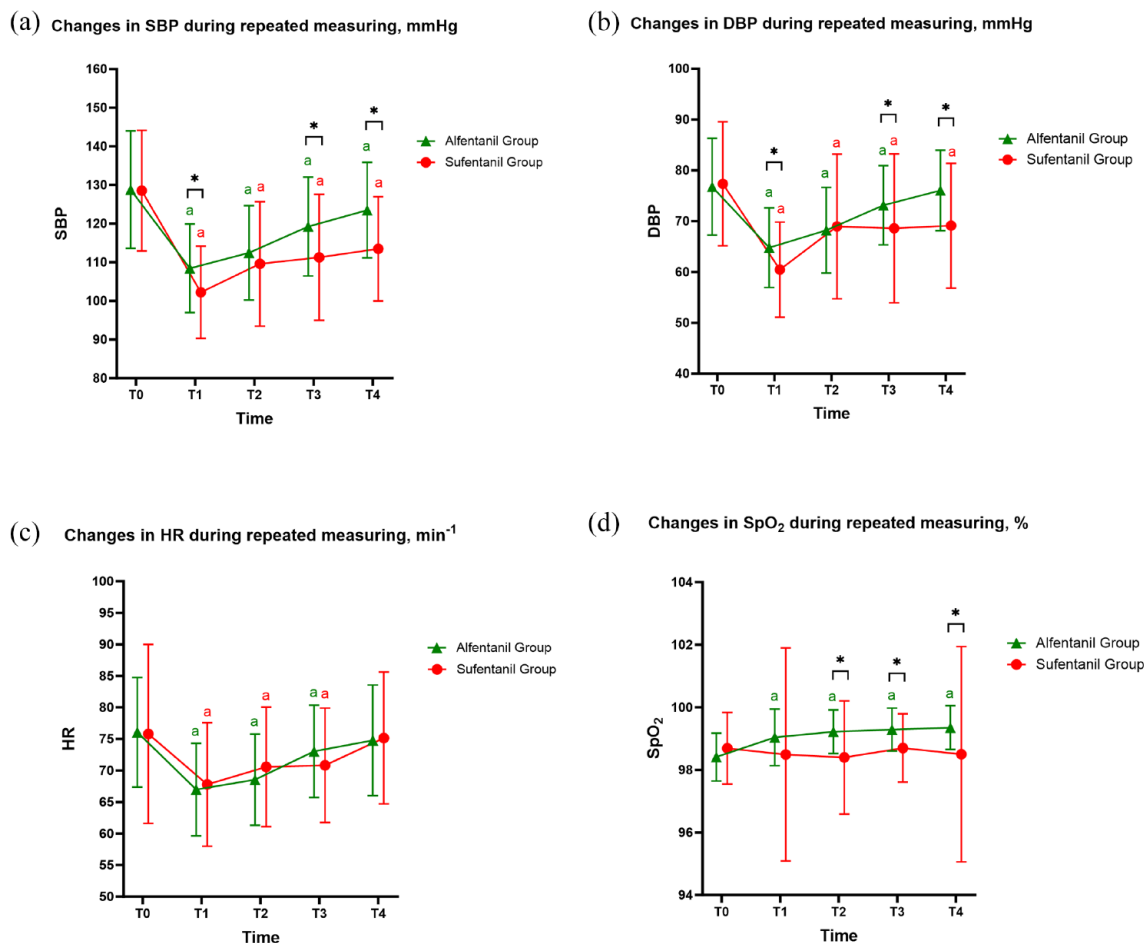 (a) Changes in SBP during repeated measuring, mmHg
160
150
140
130
120
110
100
90
80
SBP
* * *
a a a a
a a a a
T0 T1 T2 T3 T4
Time
Alfentanil Group
Sufentanil Group
(b) Changes in DBP during repeated measuring, mmHg
100
90
80
70
60
50
40
DBP
* * *
a a a a
a a a a
T0 T1 T2 T3 T4
Time
Alfentanil Group
Sufentanil Group
(c) Changes in HR during repeated measuring, min⁻¹
100
95
90
85
80
75
70
65
60
55
50
HR
a a a
a a a
T0 T1 T2 T3 T4
Time
Alfentanil Group
Sufentanil Group
(d) Changes in SpO₂ during repeated measuring, %
104
102
100
98
96
94
SpO₂
* * *
a a a a
T0 T1 T2 T3 T4
Time
Alfentanil Group
Sufentanil Group